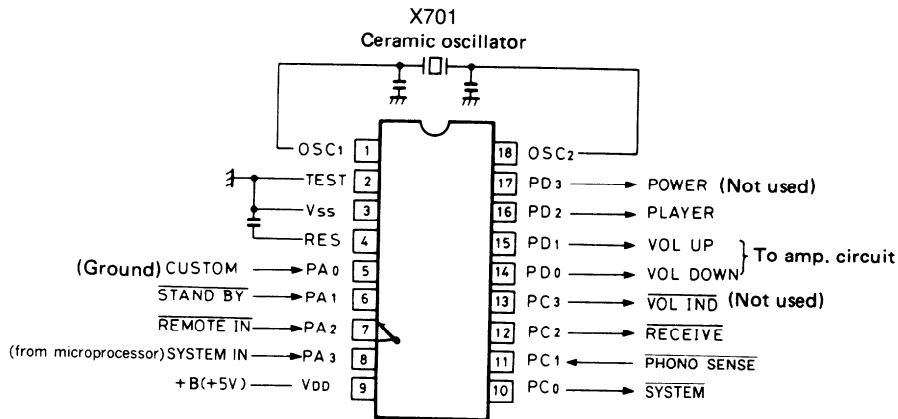 X701
Ceramic oscillator
OSC1 1 18 OSC2
TEST 2 17 PD3 POWER (Not used)
Vss 3 16 PD2 PLAYER
RES 4 15 PD1 VOL UP
To amp. circuit
(Ground) CUSTOM PA0 5 14 PD0 VOL DOWN
STAND BY PA1 6 13 PC3 VOL IND (Not used)
REMOTE IN PA2 7 12 PC2 RECEIVE
(from microprocessor) SYSTEM IN PA3 8 11 PC1 PHONO SENSE
+B(+5V) VDD 9 10 PC0 SYSTEM